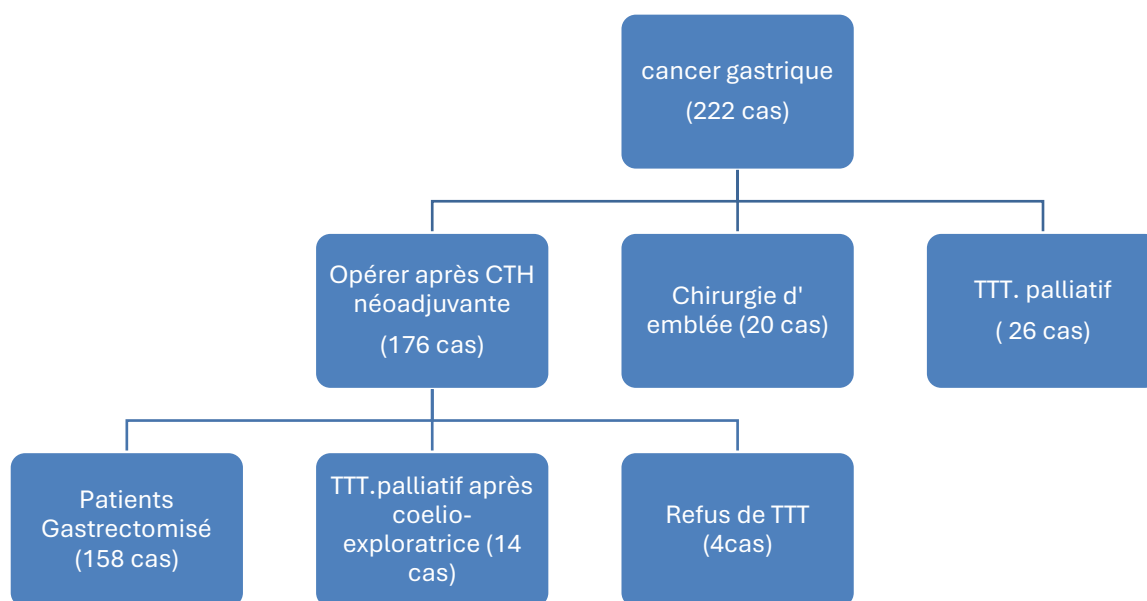 cancer gastrique
(222 cas)
Opérer après CTH
néoadjuvante
(176 cas)
Chirurgie d'
emblée (20 cas)
TTT. palliatif
( 26 cas)
Patients
Gastrectomisé
(158 cas)
TTT.palliatif après
coelio-
exploratrice (14
cas)
Refus de TTT
(4cas)